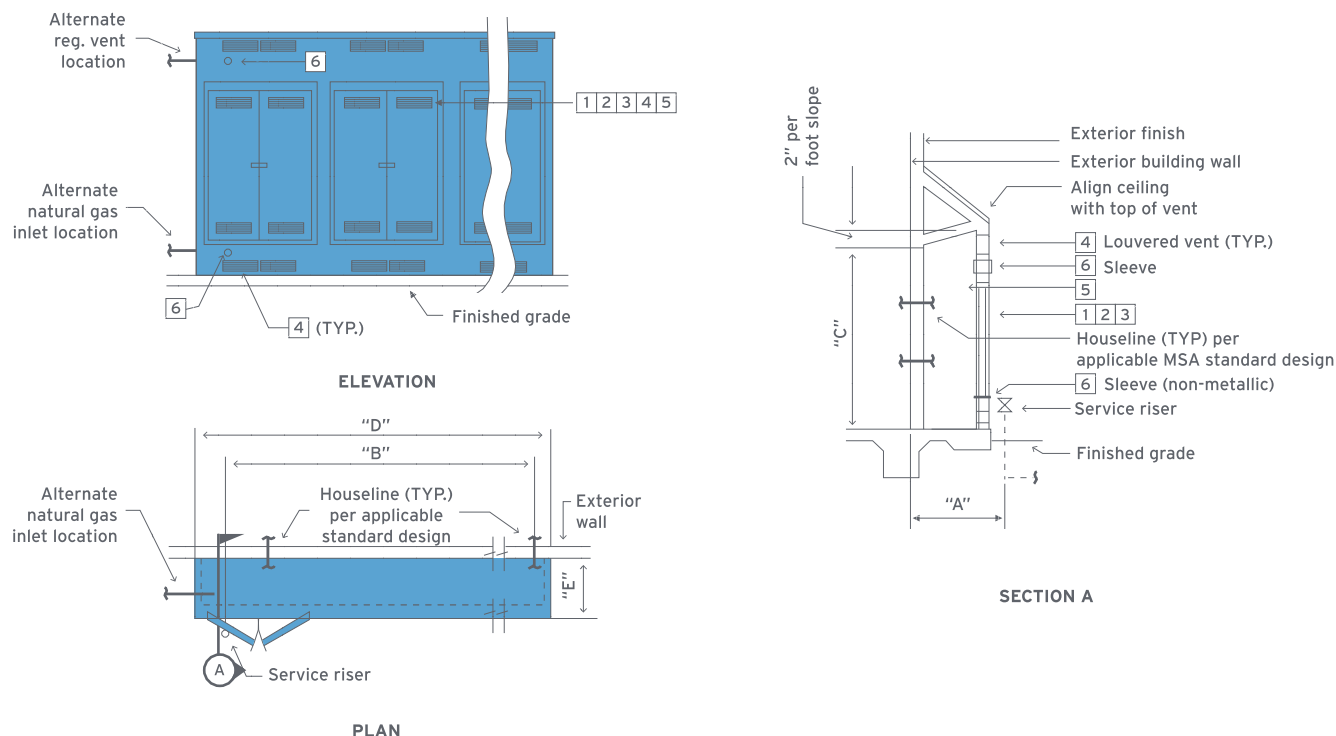 Alternate
reg. vent
location
6
1 2 3 4 5
Alternate
natural gas
inlet location
6
4 (TYP.)
Finished grade
ELEVATION
“D”
“B”
Alternate
natural gas
inlet location
Houseline (TYP.)
per applicable
standard design
Exterior
wall
“E”
A
Service riser
PLAN
2” per
foot slope
Exterior finish
Exterior building wall
Align ceiling
with top of vent
4 Louvered vent (TYP.)
6 Sleeve
5
1 2 3
“C”
Houseline (TYP) per
applicable MSA standard design
6 Sleeve (non-metallic)
Service riser
Finished grade
“A”
SECTION A